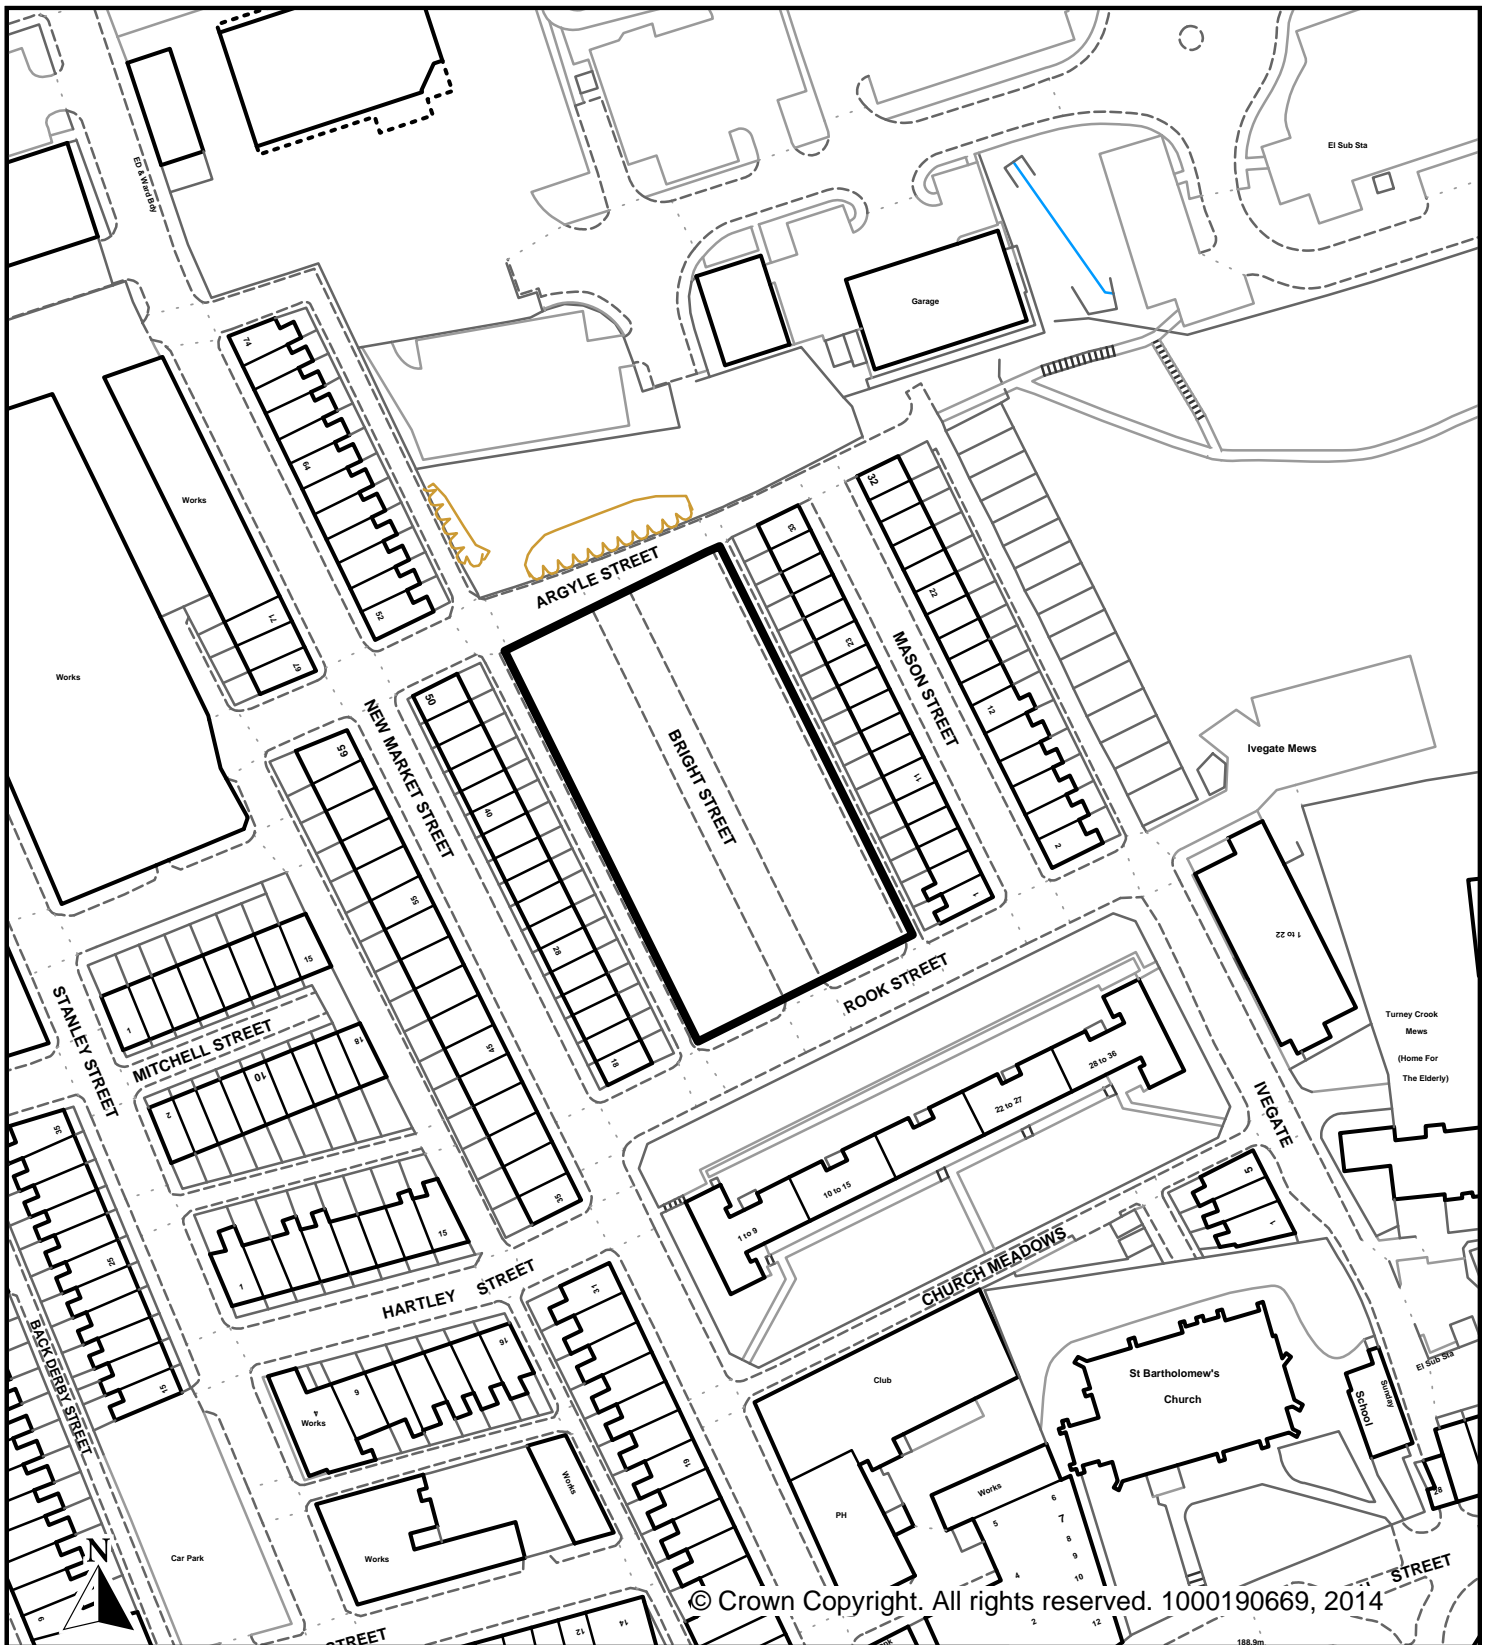 El Sub Sta
ED & Ward Bdy
Garage
74
64
52
Works
Works
71
67
32
22
12
2
33
23
11
1
ARGYLE STREET
MASON STREET
BRIGHT STREET
NEW MARKET STREET
50
40
28
18
65
55
45
35
Ivegate Mews
1 to 22
ROOK STREET
STANLEY STREET
MITCHELL STREET
1
15
2
10
18
Turney Crook
Mews
(Home For
The Elderly)
28 to 36
22 to 27
10 to 15
1 to 9
IVEGATE
5
1
CHURCH MEADOWS
35
25
15
1
15
HARTLEY STREET
31
19
BACK DERBY STREET
16
6
4
Works
Club
St Bartholomew's
Church
Sunday
School
El Sub Sta
28
Works
Works
Works
PH
5
6
7
8
9
10
12
4
2
Car Park
N
9
STREET
12
14
STREET
188.9m
© Crown Copyright. All rights reserved. 1000190669, 2014